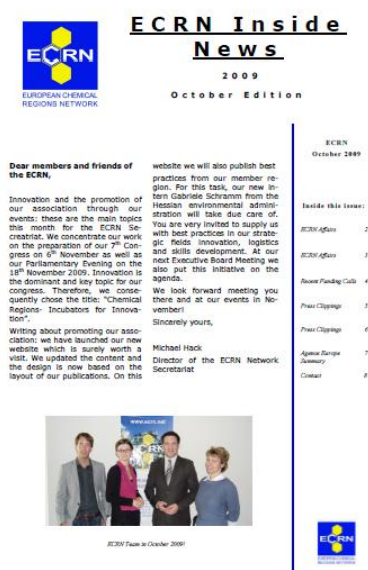 ECRN
EUROPEAN CHEMICAL
REGIONS NETWORK
ECRN Inside
News
2009
October Edition
Dear members and friends of
the ECRN,
Innovation and the promotion of
our association through our
events: these are the main topics
this month for the ECRN Se-
creatriat. We concentrate our work
on the preparation of our 7th Con-
gress on 6th November as well as
our Parliamentary Evening on the
18th November 2009. Innovation is
the dominant and key topic for our
congress. Therefore, we conse-
quently chose the title: "Chemical
Regions- Incubators for Innova-
tion".
Writing about promoting our asso-
ciation: we have launched our new
website which is surely worth a
visit. We updated the content and
the design is now based on the
layout of our publications. On this
website we will also publish best
practices from our member re-
gion. For this task, our new in-
tern Gabriele Schramm from the
Hessian environmental admini-
stration will take due care of.
You are very invited to supply us
with best practices in our strate-
gic fields innovation, logistics
and skills development. At our
next Executive Board Meeting we
also put this initiative on the
agenda.
We look forward meeting you
there and at our events in No-
vember!
Sincerely yours,
Michael Hack
Director of the ECRN Network
Secretariat
ECRN Team in October 2009!
ECRN
October 2009
Inside this issue:
ECRN Affairs 2
ECRN Affairs 3
Recent Funding Calls 4
Press Clippings 5
Press Clippings 6
Agence Europe 7
Summary
Contact 8
ECRN